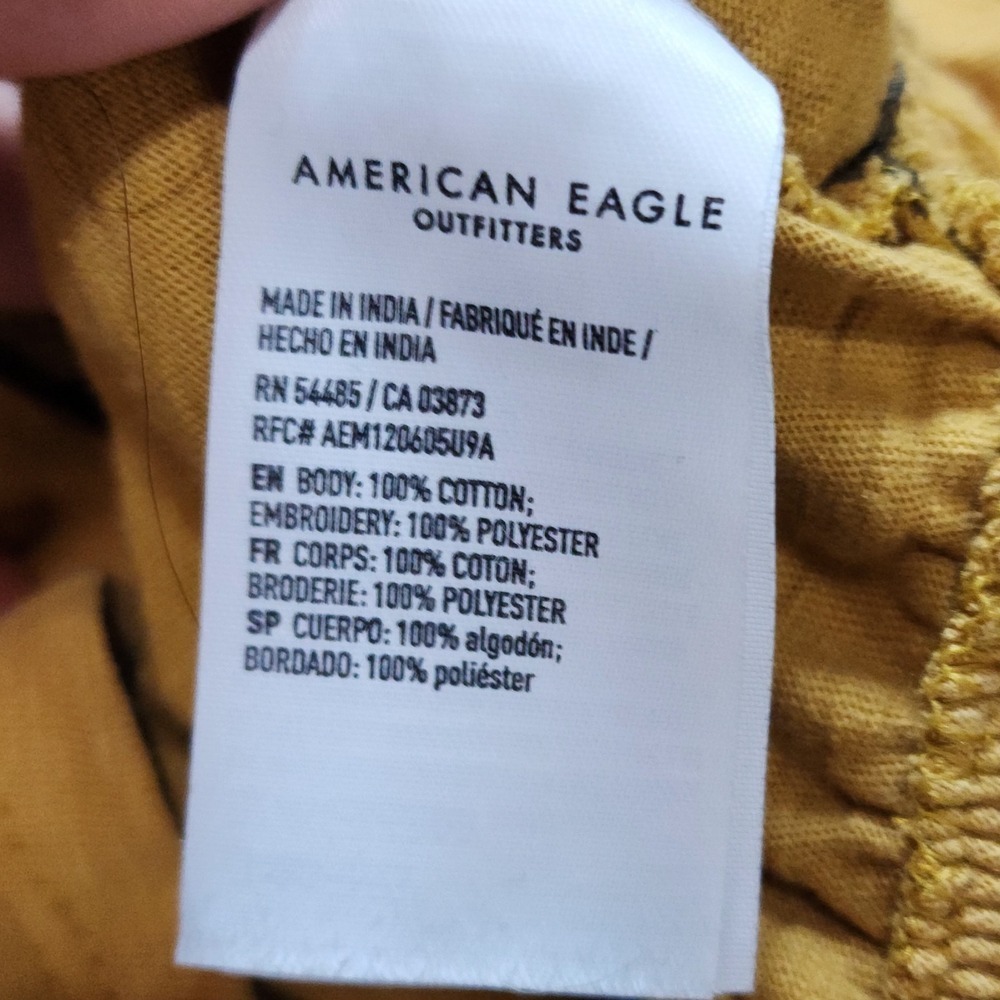 AMERICAN EAGLE
OUTFITTERS
MADE IN INDIA / FABRIQUÉ EN INDE /
HECHO EN INDIA
RN 54485 / CA 03873
RFC# AEM120605U9A
EN BODY: 100% COTTON;
EMBROIDERY: 100% POLYESTER
FR CORPS: 100% COTON;
BRODERIE: 100% POLYESTER
SP CUERPO: 100% algodón;
BORDADO: 100% poliéster